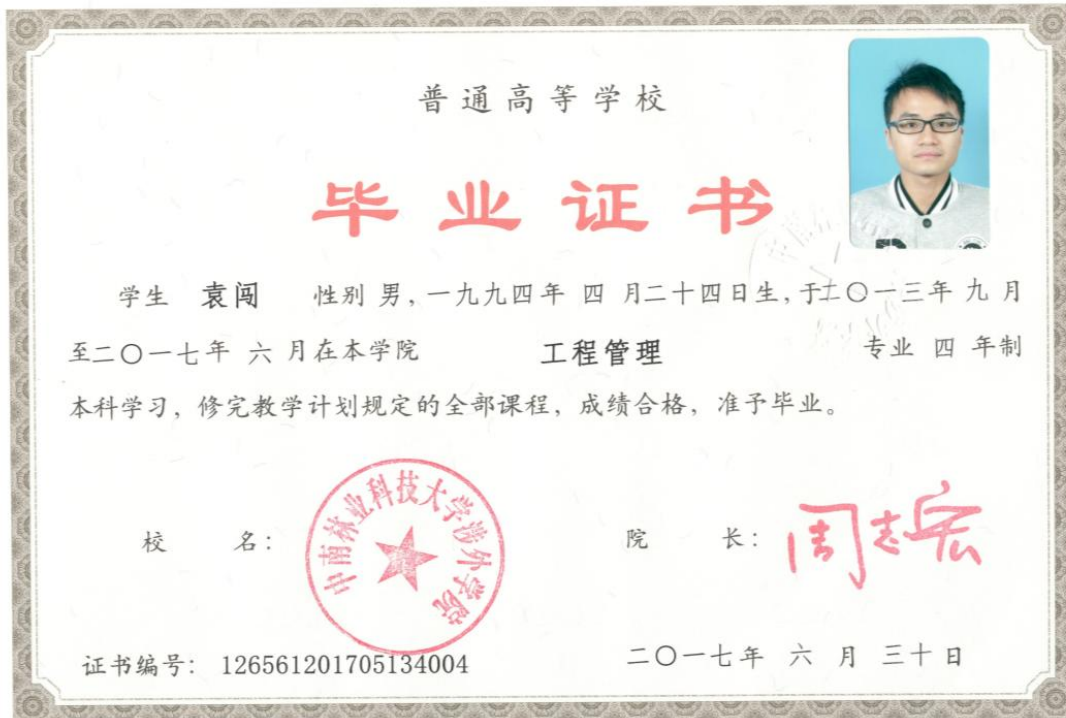 普通高等学校
毕业证书
学生 袁闯 性别 男，一九九四年 四 月二十四日生，于二〇一三年 九 月
至二〇一七年 六 月在本学院 工程管理 专业 四 年制
本科学习，修完教学计划规定的全部课程，成绩合格，准予毕业。
校 名：
中南林业科技大学涉外学院
院 长：周志宏
证书编号： 126561201705134004
二〇一七年 六 月 三十日